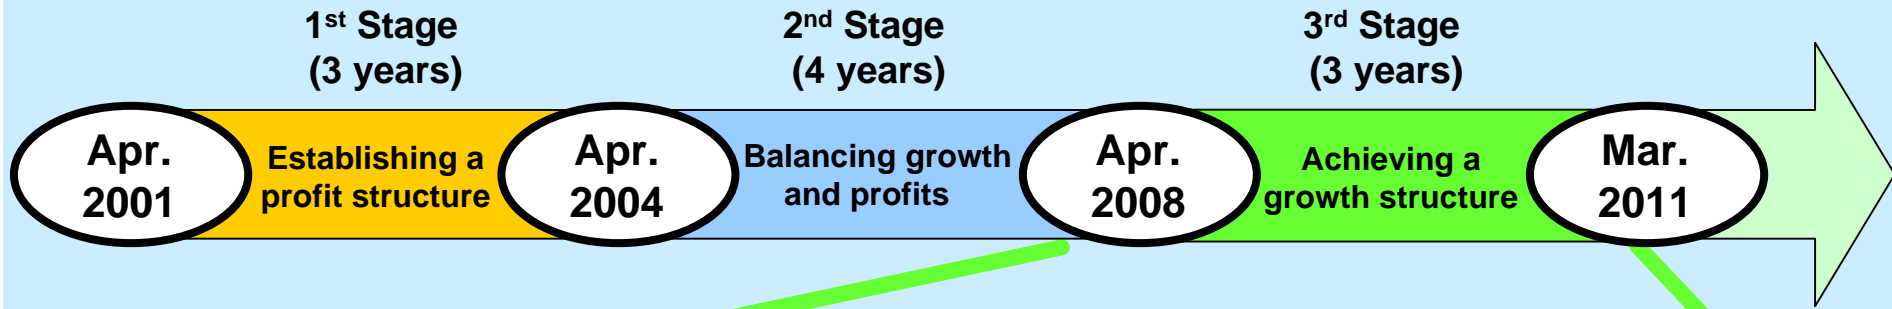 1st Stage
(3 years)
2nd Stage
(4 years)
3rd Stage
(3 years)
Apr.
2001
Establishing a
profit structure
Apr.
2004
Balancing growth
and profits
Apr.
2008
Achieving a
growth structure
Mar.
2011